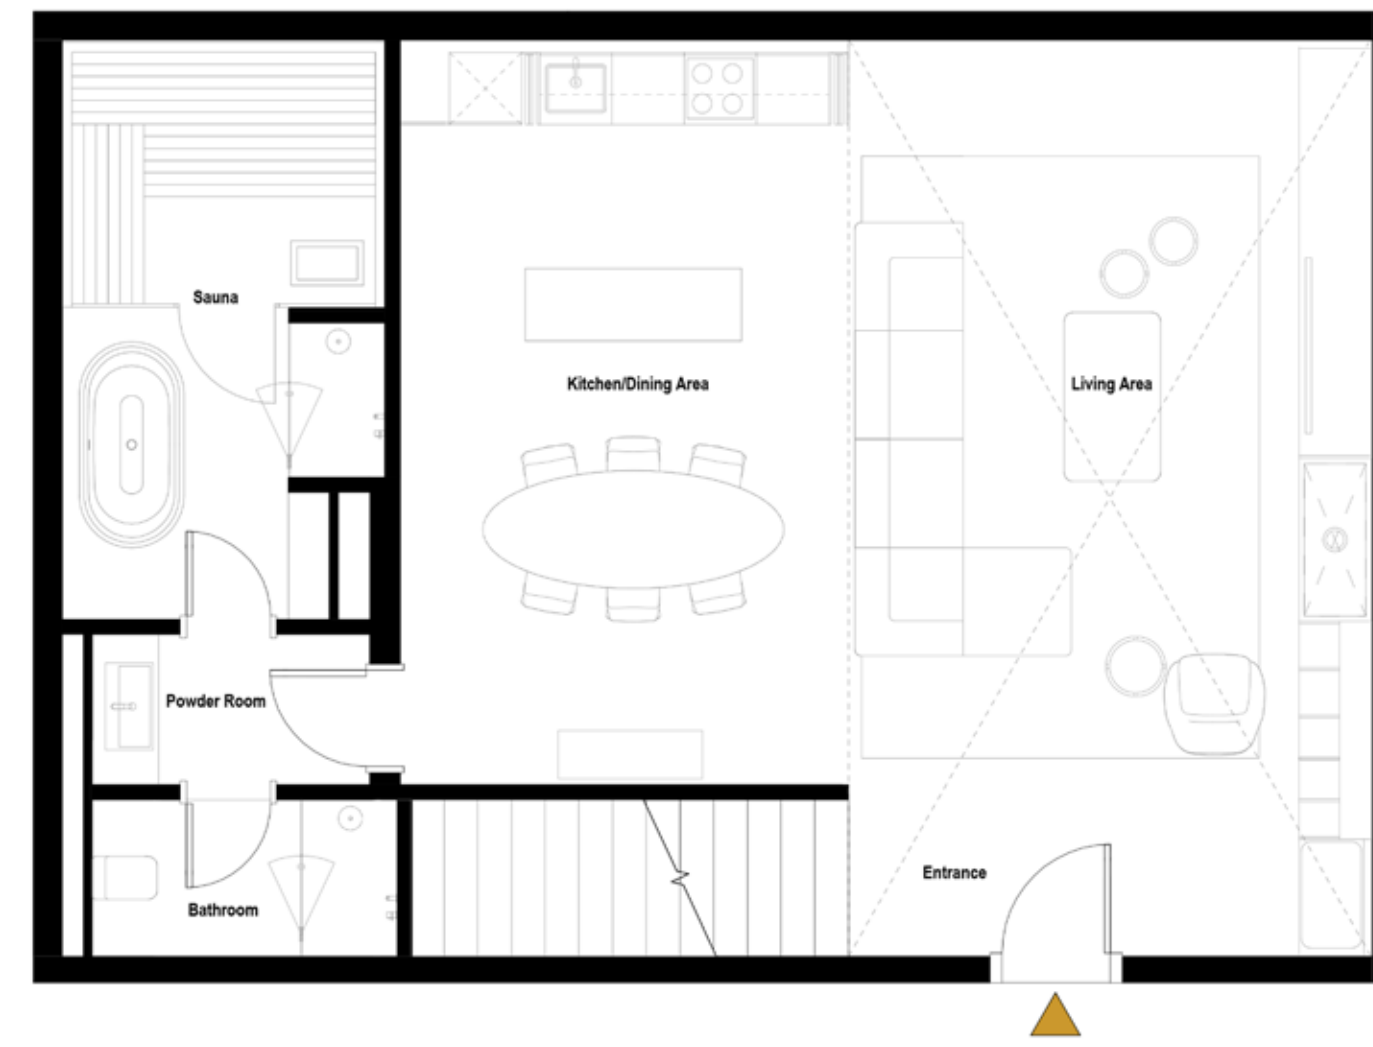 Sauna
Kitchen/Dining Area
Living Area
Powder Room
Entrance
Bathroom